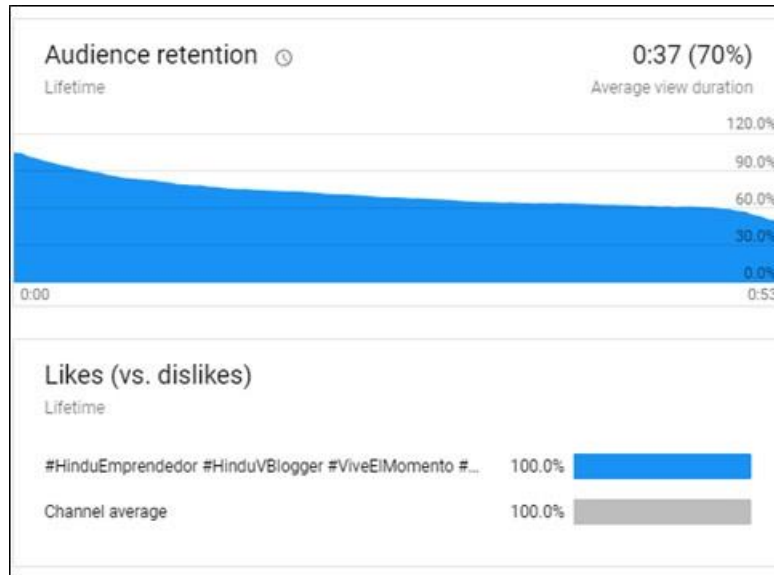 Audience retention
0:37 (70%)
Lifetime
Average view duration
120.0%
90.0%
60.0%
30.0%
0.0%
0:00
0:53
Likes (vs. dislikes)
Lifetime
#HinduEmprendedor #HinduVBlogger #ViveElMomento #...
100.0%
Channel average
100.0%